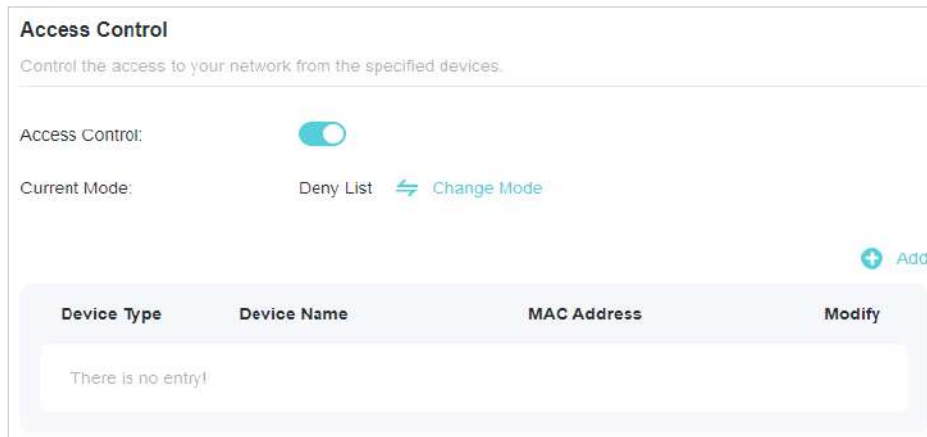 Access Control
Control the access to your network from the specified devices.
Access Control:
Current Mode: Deny List Change Mode
Add
Device Type Device Name MAC Address Modify
There is no entry!